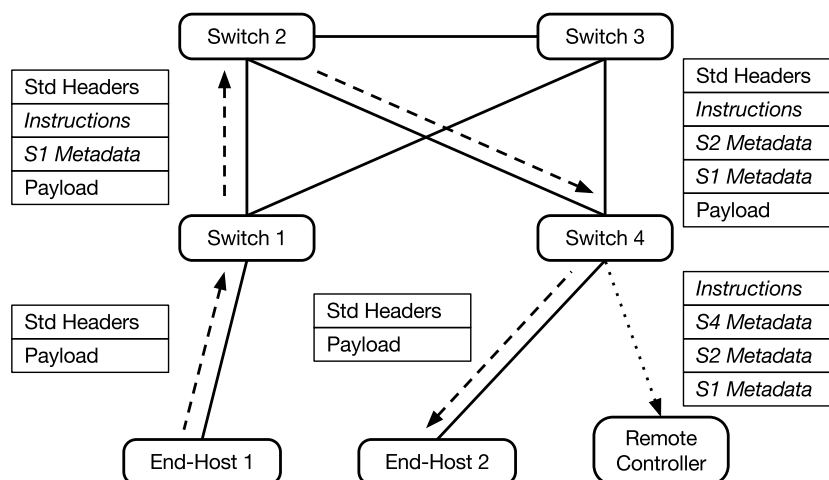 Switch 2
Switch 3
Std Headers
Instructions
S1 Metadata
Payload
Std Headers
Instructions
S2 Metadata
S1 Metadata
Payload
Switch 1
Switch 4
Std Headers
Payload
Std Headers
Payload
Instructions
S4 Metadata
S2 Metadata
S1 Metadata
End-Host 1
End-Host 2
Remote
Controller